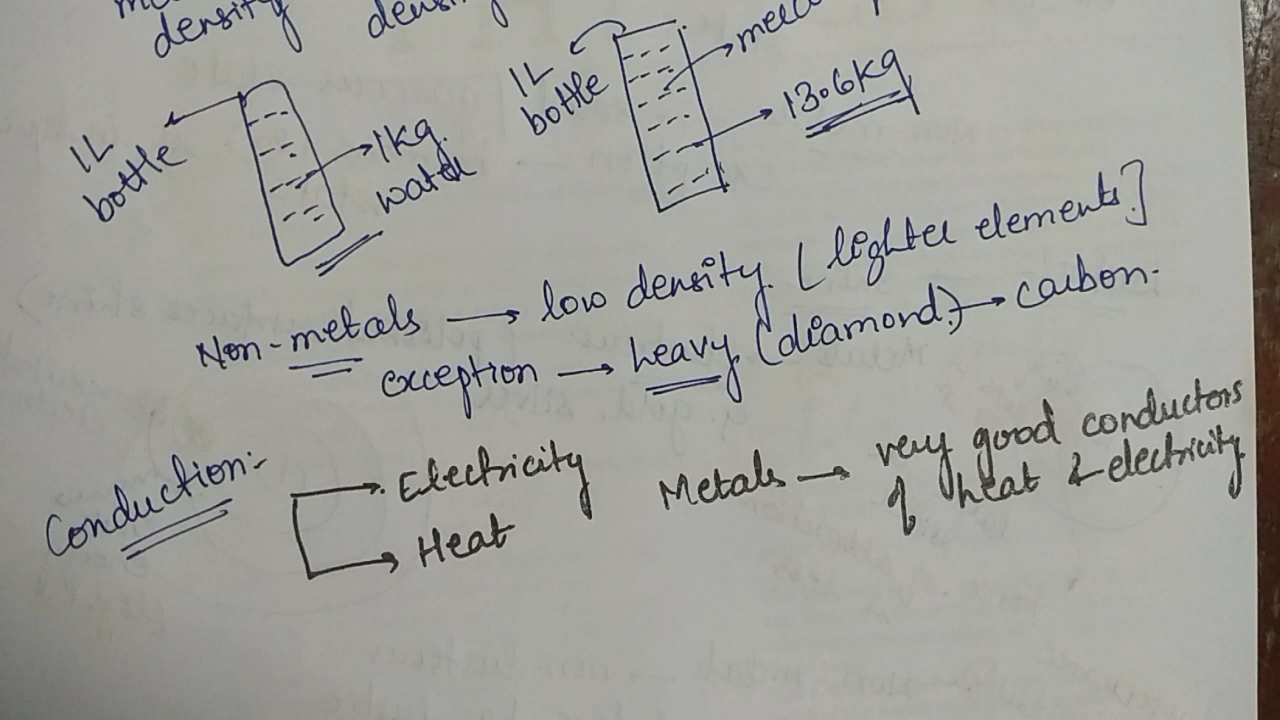 density density
1L bottle
1kg. water
1L bottle
13.6kg
Non-metals → low density. [lighter elements.]
exception → heavy (diamond.) → carbon.
Conduction:- → Electricity
→ Heat
Metals → very good conductors
of heat & electricity